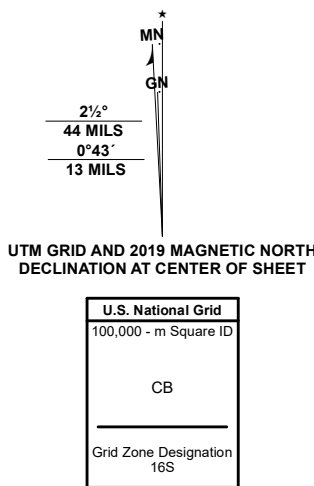 MN
GN
2½°
44 MILS
0°43´
13 MILS
UTM GRID AND 2019 MAGNETIC NORTH
DECLINATION AT CENTER OF SHEET
U.S. National Grid
100,000 - m Square ID
CB
Grid Zone Designation
16S